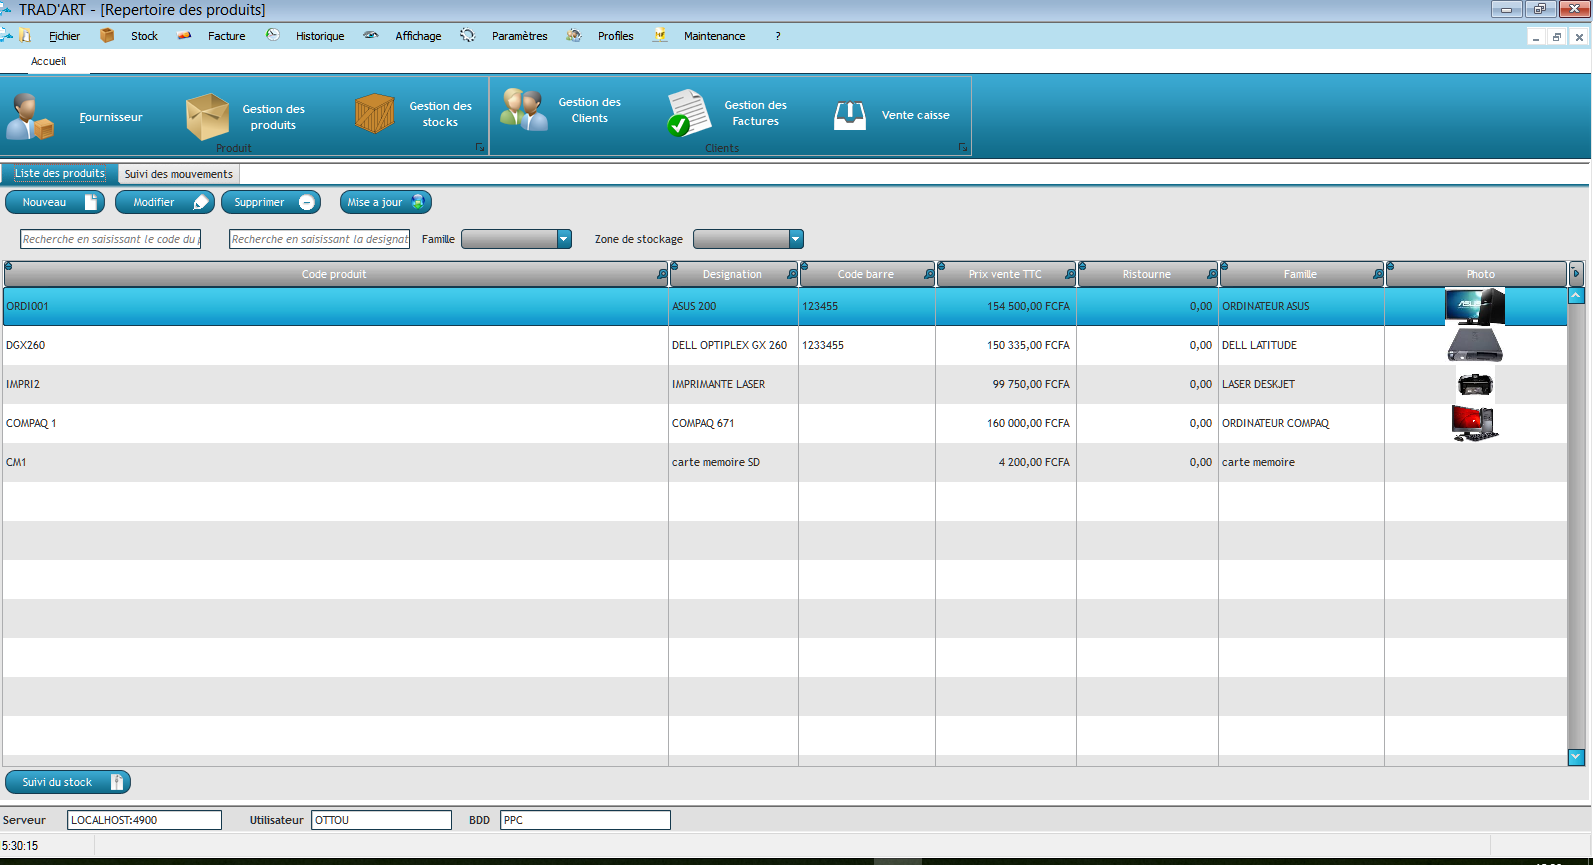 TRAD'ART - [Repertoire des produits]
Fichier Stock Facture Historique Affichage Paramètres Profiles Maintenance ?
Accueil
Fournisseur
Gestion des produits
Gestion des stocks
Produit
Gestion des Clients
Gestion des Factures
Vente caisse
Clients
Liste des produits Suivi des mouvements
Nouveau Modifier Supprimer Mise a jour
Recherche en saisissant le code du Recherche en saisissant la designat Famille Zone de stockage
Code produit Designation Code barre Prix vente TTC Ristourne Famille Photo
ORDI001 ASUS 200 123455 154 500,00 FCFA 0,00 ORDINATEUR ASUS
DGX260 DELL OPTIPLEX GX 260 1233455 150 335,00 FCFA 0,00 DELL LATITUDE
IMPRI2 IMPRIMANTE LASER 99 750,00 FCFA 0,00 LASER DESKJET
COMPAQ 1 COMPAQ 671 160 000,00 FCFA 0,00 ORDINATEUR COMPAQ
CM1 carte memoire SD 4 200,00 FCFA 0,00 carte memoire
Suivi du stock
Serveur LOCALHOST:4900 Utilisateur OTTOU BDD PPC
5:30:15